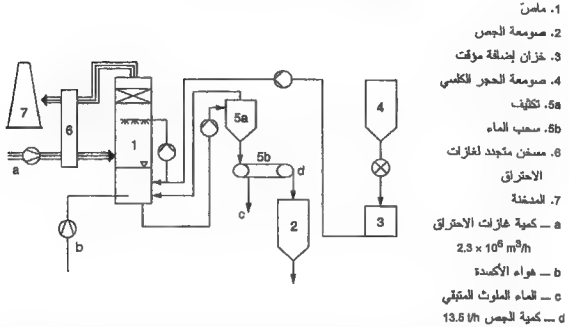 1. ماصّ
2. صومعة الجص
3. خزان إضافة مؤقت
4. صومعة الحجر الكلسي
5a. تكثيف
5b. سحب الماء
6. مسخن متجدد لغازات
الاحتراق
7. المدخنة
a — كمية غازات الاحتراق
2.3 × 10⁶ m³/h
b — هواء الأكسدة
c — الماء الملوث المتبقي
d — كمية الجص 13.5 t/h
7
6
1
5a
5b
4
2
3
a
b
c
d